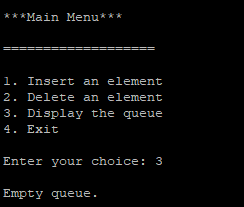 ***Main Menu***
===================
1. Insert an element
2. Delete an element
3. Display the queue
4. Exit
Enter your choice: 3
Empty queue.